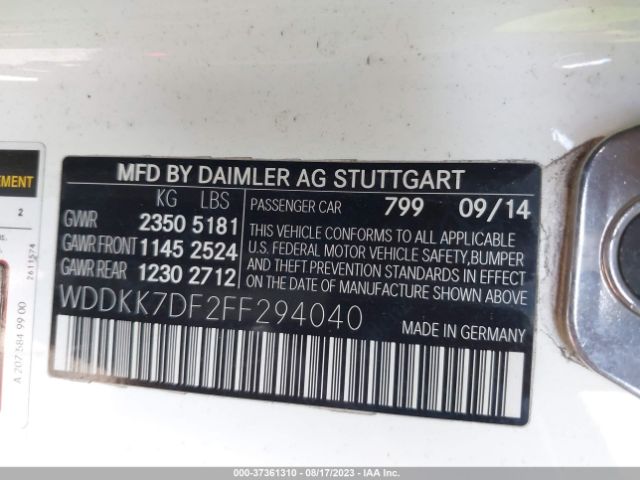 MFD BY DAIMLER AG STUTTGART
KG LBS
GVWR 2350 5181
GAWR FRONT 1145 2524
GAWR REAR 1230 2712
PASSENGER CAR 799 09/14
THIS VEHICLE CONFORMS TO ALL APPLICABLE
U.S. FEDERAL MOTOR VEHICLE SAFETY,BUMPER
AND THEFT PREVENTION STANDARDS IN EFFECT
ON THE DATE OF MANUFACTURE SHOWN ABOVE
WDDKK7DF2FF294040 MADE IN GERMANY
2
2611574
A 207 584 99 00
000-37361310 - 08/17/2023 - IAA Inc.